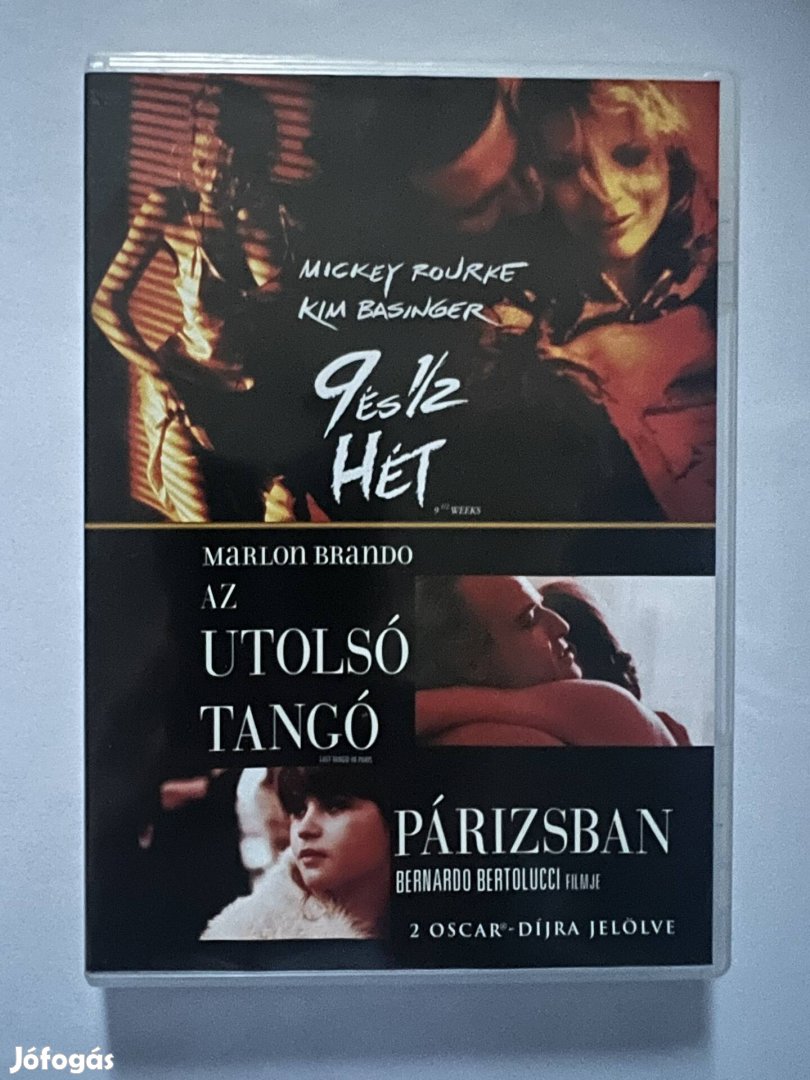 MICKEY ROURKE
KIM BASINGER
9 ÉS 1/2
HÉT
9 1/2 WEEKS
MARLON BRANDO
AZ
UTOLSÓ
TANGÓ
LAST TANGO IN PARIS
PÁRIZSBAN
BERNARDO BERTOLUCCI FILMJE
2 OSCAR®-DÍJRA JELÖLVE
Jófogás